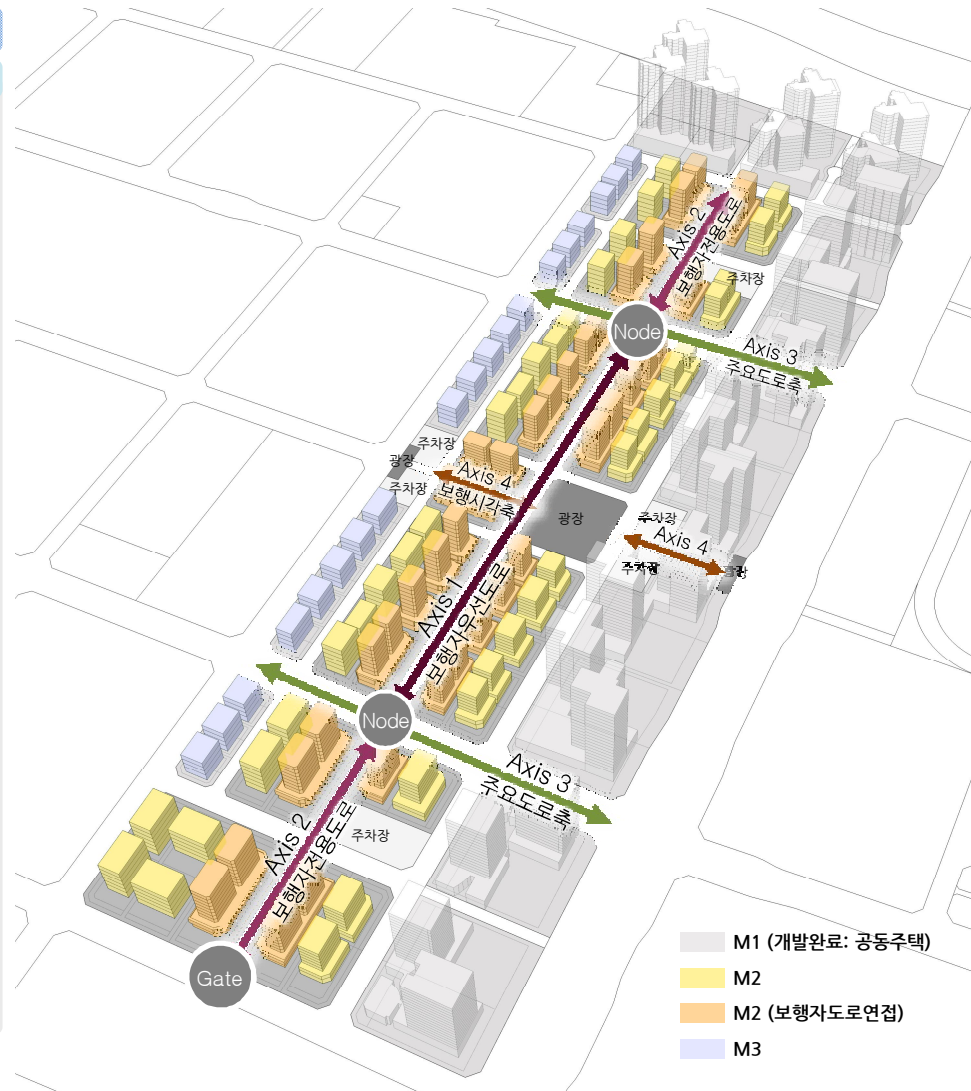 Axis 2
보행자전용도로
주차장
Node
Axis 3
주요도로축
주차장
광장
Axis 4
주차장
보행시각축
광장
주차장
Axis 4
주차장
Axis 1
보행자우선도로
Node
Axis 3
주요도로축
Axis 2
보행자전용도로
주차장
Gate
M1 (개발완료: 공동주택)
M2
M2 (보행자도로연접)
M3